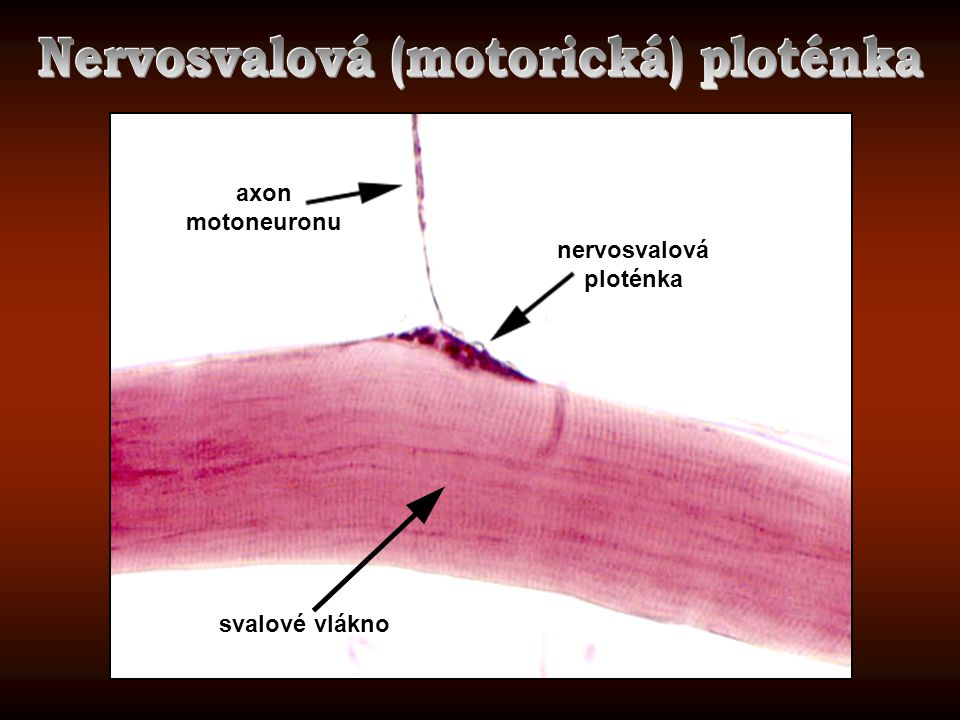 Nervosvalová (motorická) ploténka
axon
motoneuronu
nervosvalová
ploténka
svalové vlákno